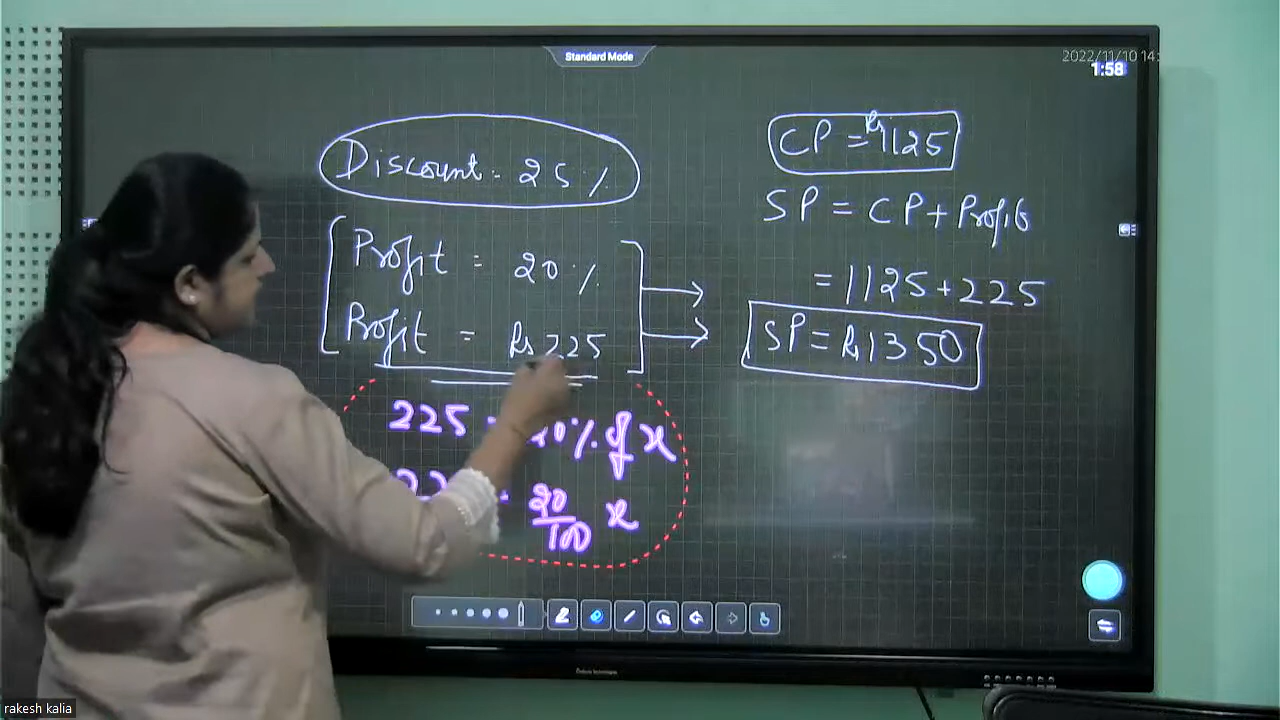 Standard Mode
2022/11/10 14:
1:58
Discount = 25%
Profit = 20%
Profit = Rs 225
225 = 20% of x
20/100 x
CP = Rs 1125
SP = CP + Profit
= 1125 + 225
SP = Rs 1350
rakesh kalia